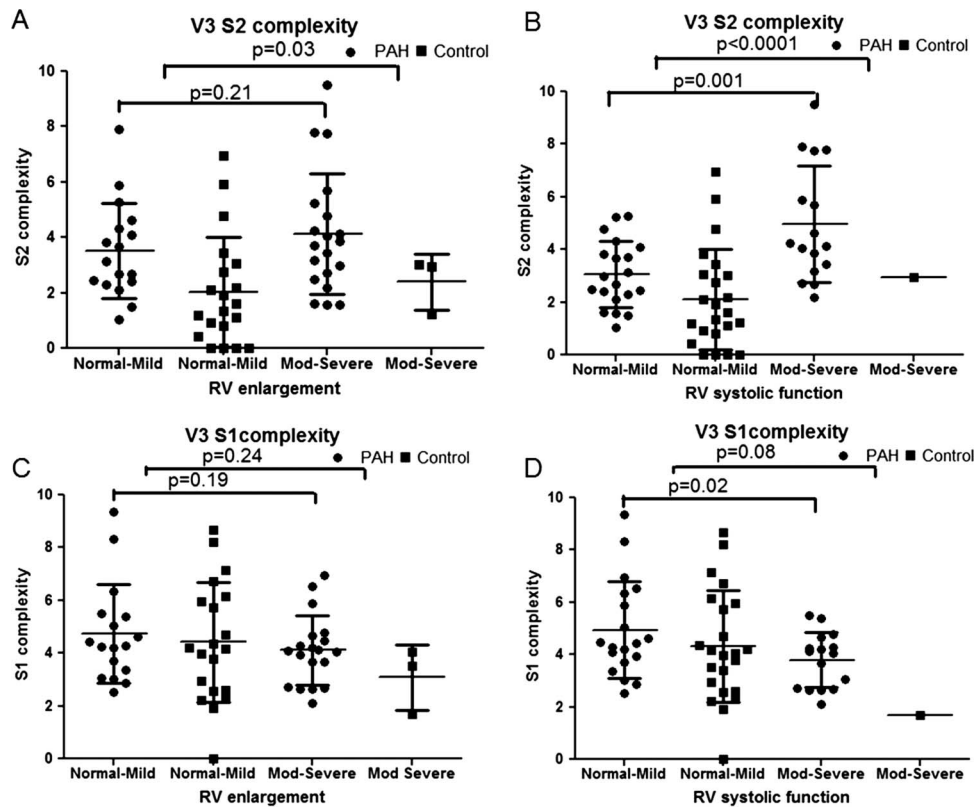 A
V3 S2 complexity
p=0.03
PAH Control
p=0.21
S2 complexity
10
8
6
4
2
0
Normal-Mild Normal-Mild Mod-Severe Mod-Severe
RV enlargement
B
V3 S2 complexity
p<0.0001
PAH Control
p=0.001
S2 complexity
10
8
6
4
2
0
Normal-Mild Normal-Mild Mod-Severe Mod-Severe
RV systolic function
C
V3 S1complexity
p=0.24
PAH Control
p=0.19
S1 complexity
10
8
6
4
2
0
Normal-Mild Normal-Mild Mod-Severe Mod Severe
RV enlargement
D
V3 S1complexity
p=0.08
PAH Control
p=0.02
S1 complexity
10
8
6
4
2
0
Normal-Mild Normal-Mild Mod-Severe Mod-Severe
RV systolic function